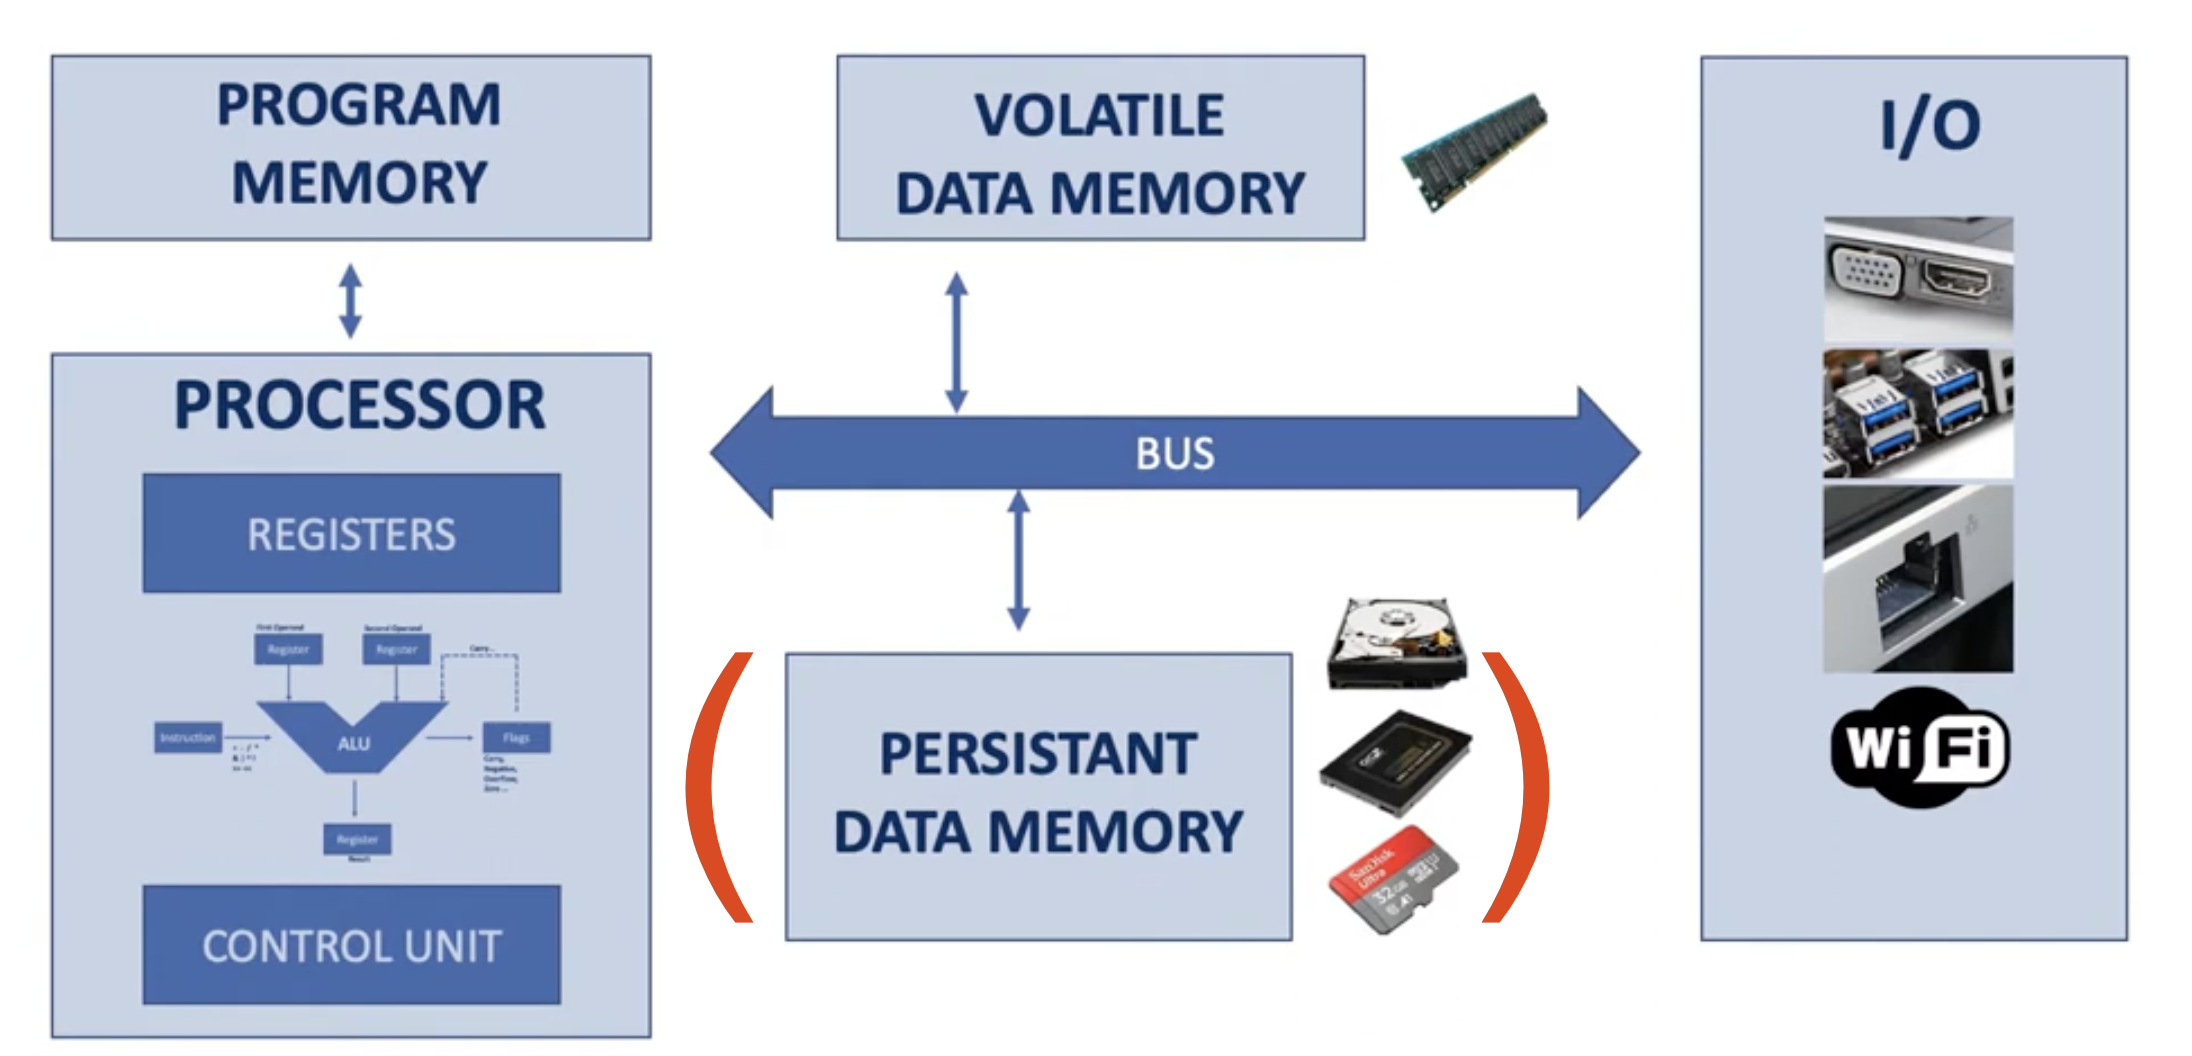 PROGRAM
MEMORY
VOLATILE
DATA MEMORY
I/O
PROCESSOR
BUS
REGISTERS
First Operand
Second Operand
Register
Register
Carry...
Instruction
ALU
Flags
Carry,
Negative,
Overflow,
Zero ...
Register
Result
CONTROL UNIT
PERSISTANT
DATA MEMORY
SanDisk
Ultra
32GB
A1
Wi Fi